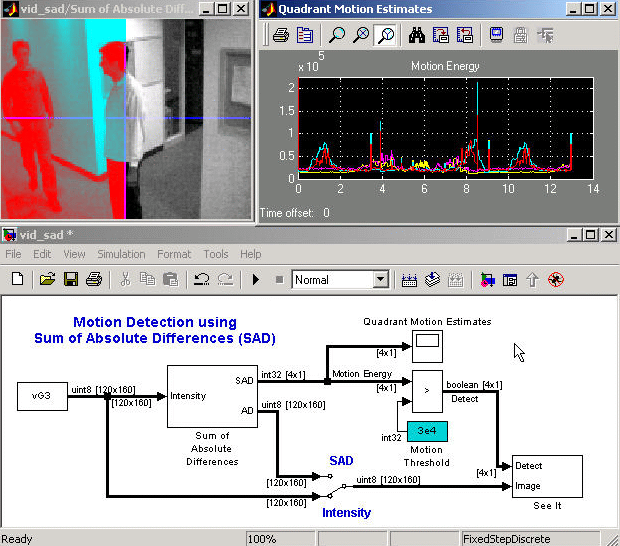 vid_sad/Sum of Absolute Diff...
Quadrant Motion Estimates
x 10
5
Motion Energy
2
1.5
1
0.5
0
0 2 4 6 8 10 12 14
Time offset: 0
vid_sad *
File Edit View Simulation Format Tools Help
Normal
Motion Detection using
Sum of Absolute Differences (SAD)
Quadrant Motion Estimates
[4x1]
vG3
uint8 [120x160]
[120x160]
Intensity
SAD
AD
Sum of
Absolute
Differences
int32 [4x1]
Motion Energy
[4x1]
>
boolean [4x1]
Detect
uint8 [120x160]
int32
3e4
Motion
Threshold
SAD
[120x160]
uint8 [120x160]
[120x160]
Intensity
[4x1]
Detect
Image
See It
Ready 100% FixedStepDiscrete